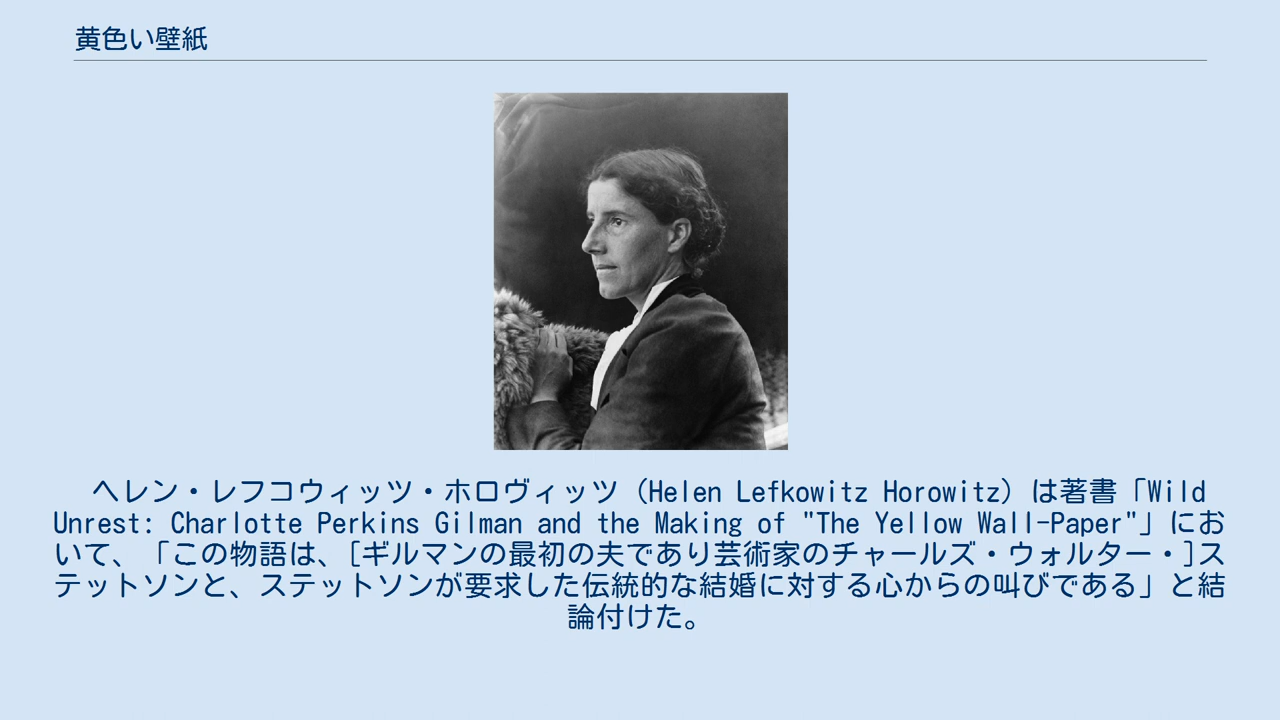 黄色い壁紙
ヘレン・レフコウィッツ・ホロヴィッツ（Helen Lefkowitz Horowitz）は著書「Wild
Unrest: Charlotte Perkins Gilman and the Making of "The Yellow Wall-Paper"」にお
いて、「この物語は、[ギルマンの最初の夫であり芸術家のチャールズ・ウォルター・]ス
テットソンと、ステットソンが要求した伝統的な結婚に対する心からの叫びである」と結
論付けた。